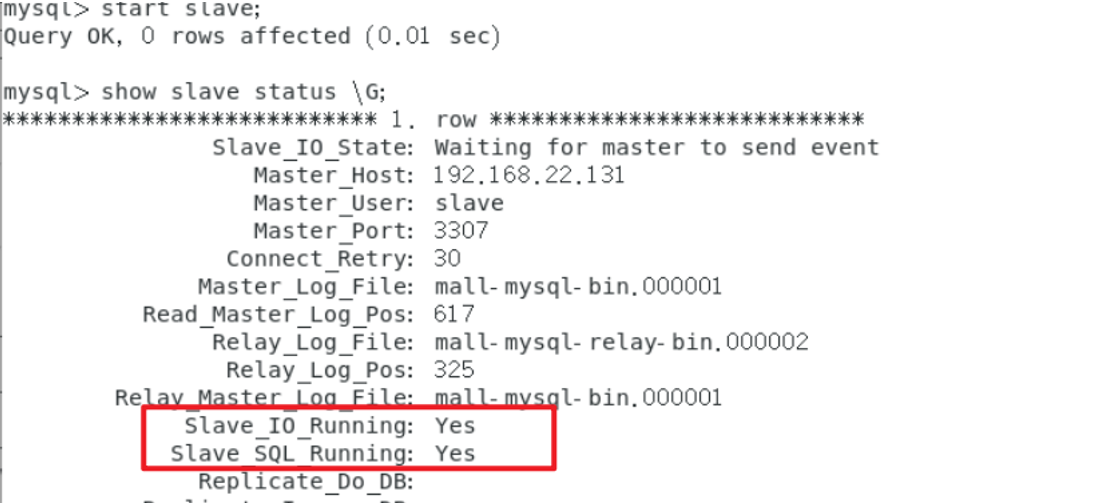 mysql> start slave;
Query OK, 0 rows affected (0.01 sec)
mysql> show slave status \G;
*************************** 1. row ***************************
Slave_IO_State: Waiting for master to send event
Master_Host: 192.168.22.131
Master_User: slave
Master_Port: 3307
Connect_Retry: 30
Master_Log_File: mall-mysql-bin.000001
Read_Master_Log_Pos: 617
Relay_Log_File: mall-mysql-relay-bin.000002
Relay_Log_Pos: 325
Relay_Master_Log_File: mall-mysql-bin.000001
Slave_IO_Running: Yes
Slave_SQL_Running: Yes
Replicate_Do_DB: